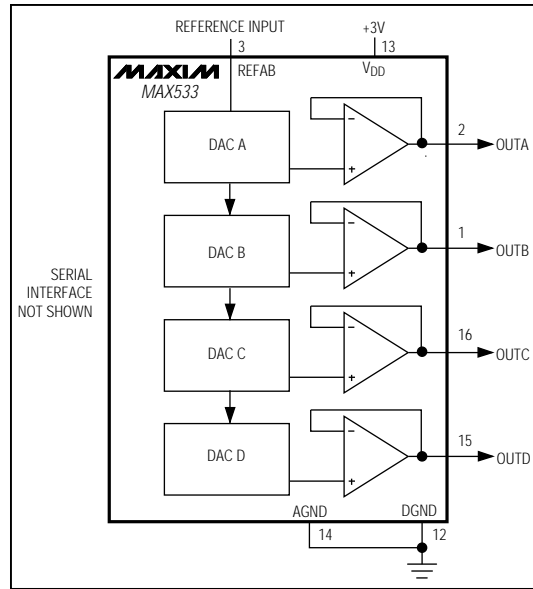 REFERENCE INPUT
+3V
3
13
MAXIM
REFAB
VDD
MAX533
DAC A
-
+
2
OUTA
DAC B
-
+
1
OUTB
SERIAL
INTERFACE
NOT SHOWN
DAC C
-
+
16
OUTC
DAC D
-
+
15
OUTD
AGND
DGND
14
12